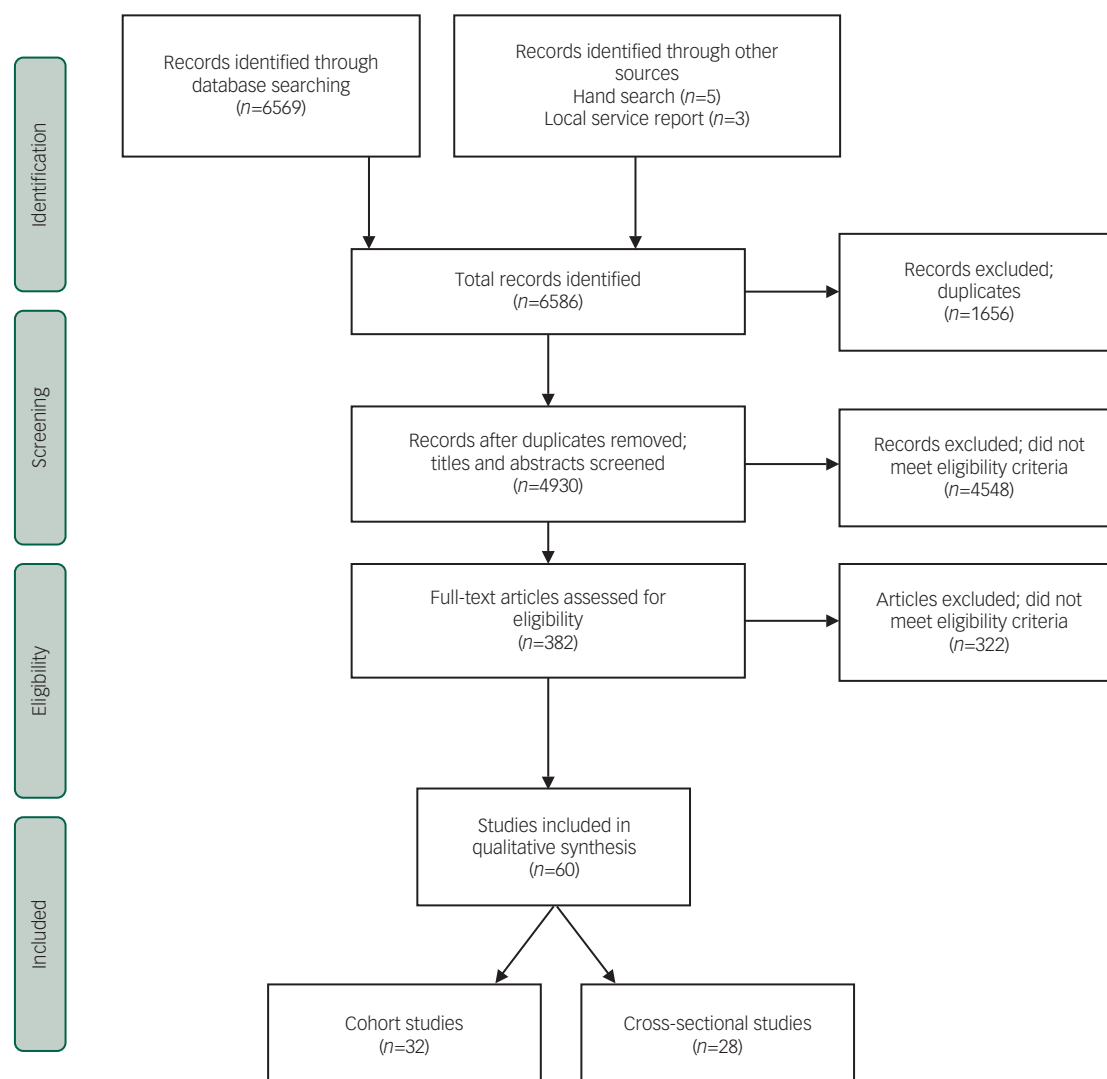 Identification
Records identified through
database searching
(n=6569)
Records identified through other
sources
Hand search (n=5)
Local service report (n=3)
Total records identified
(n=6586)
Records excluded;
duplicates
(n=1656)
Screening
Records after duplicates removed;
titles and abstracts screened
(n=4930)
Records excluded; did not
meet eligibility criteria
(n=4548)
Eligibility
Full-text articles assessed for
eligibility
(n=382)
Articles excluded; did not
meet eligibility criteria
(n=322)
Included
Studies included in
qualitative synthesis
(n=60)
Cohort studies
(n=32)
Cross-sectional studies
(n=28)